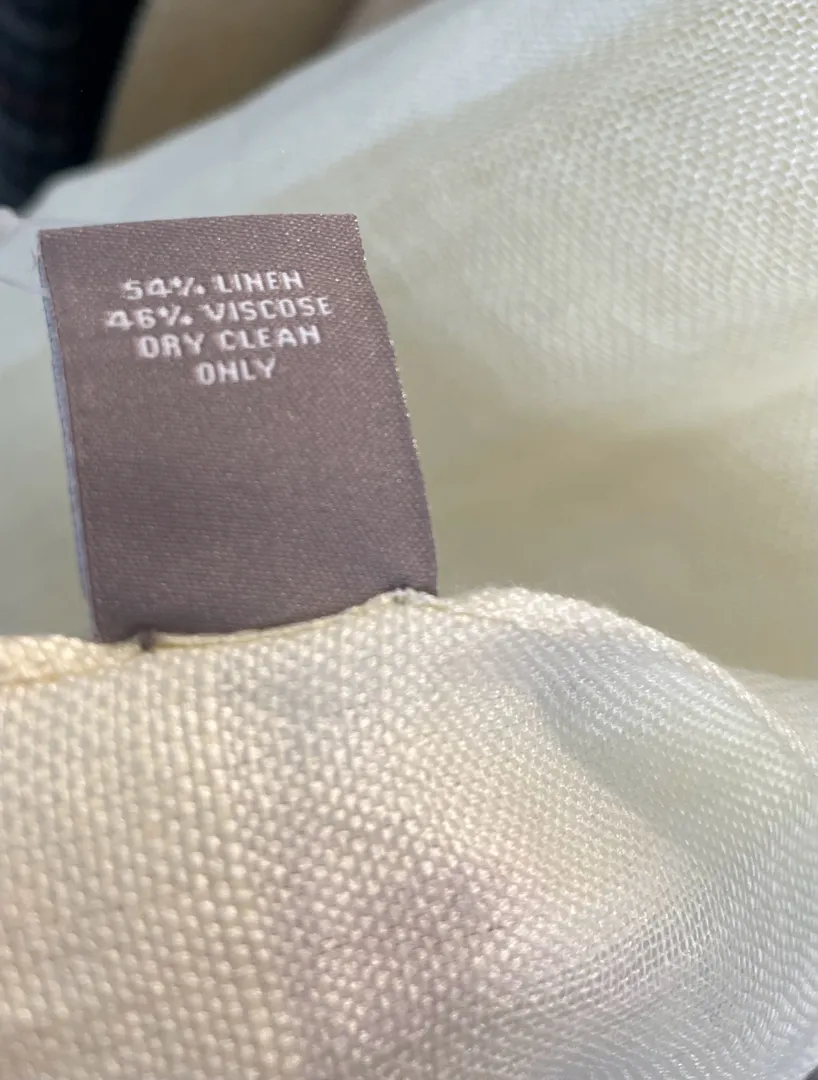 54% LINEN
46% VISCOSE
DRY CLEAN
ONLY